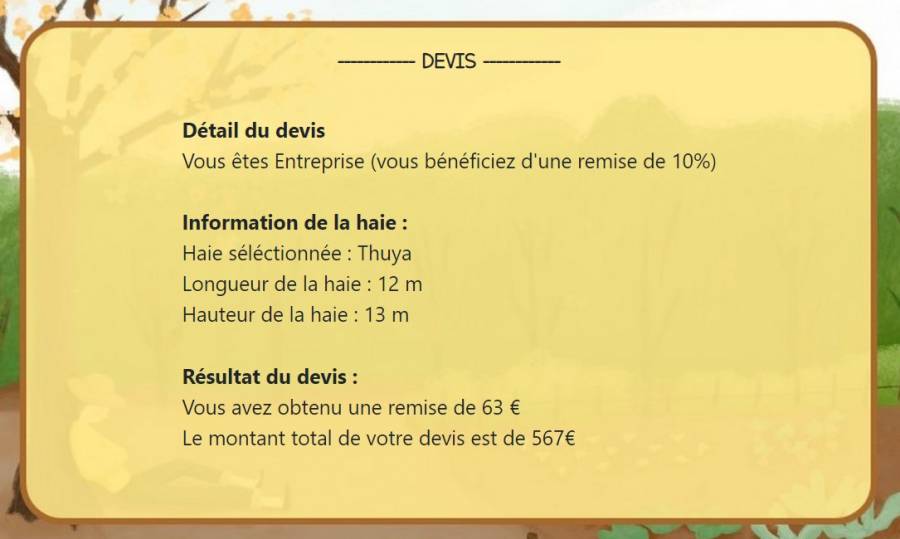 ------------ DEVIS ------------
Détail du devis
Vous êtes Entreprise (vous bénéficiez d'une remise de 10%)
Information de la haie :
Haie séléctionnée : Thuya
Longueur de la haie : 12 m
Hauteur de la haie : 13 m
Résultat du devis :
Vous avez obtenu une remise de 63 €
Le montant total de votre devis est de 567€